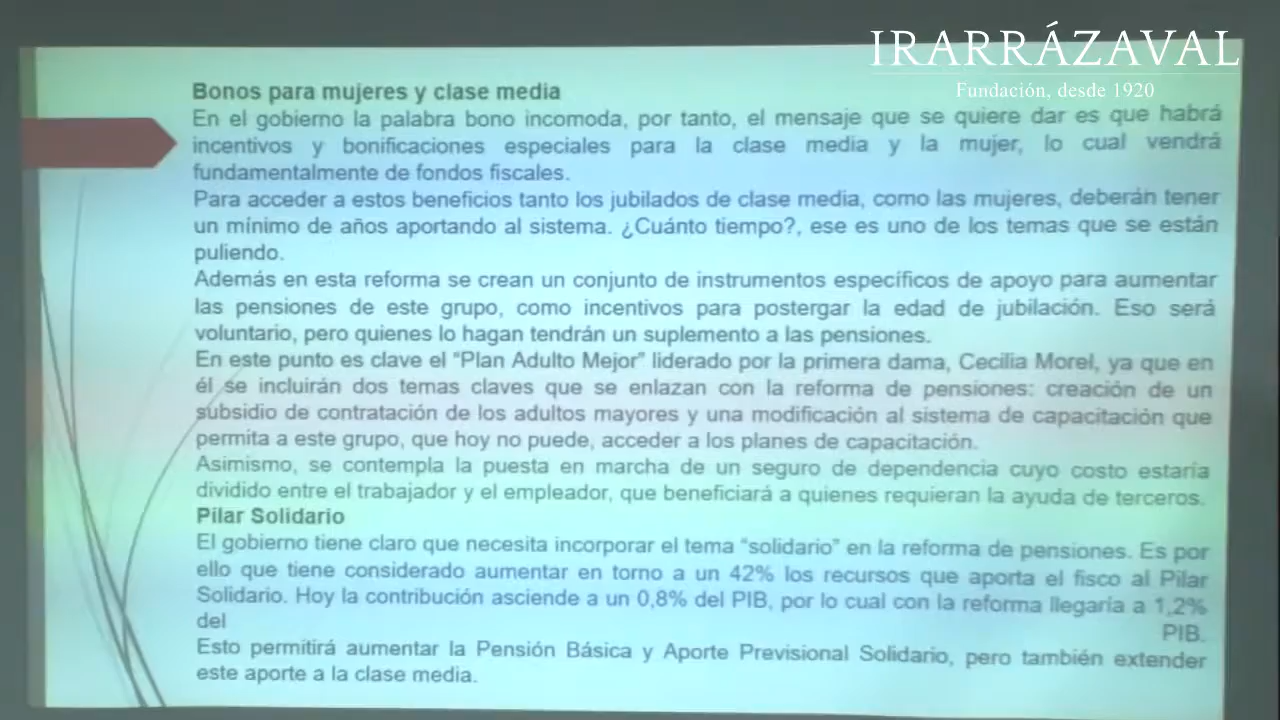 IRARRÁZAVAL
Fundación, desde 1920
Bonos para mujeres y clase media
En el gobierno la palabra bono incomoda, por tanto, el mensaje que se quiere dar es que habrá
incentivos y bonificaciones especiales para la clase media y la mujer, lo cual vendrá
fundamentalmente de fondos fiscales.
Para acceder a estos beneficios tanto los jubilados de clase media, como las mujeres, deberán tener
un mínimo de años aportando al sistema. ¿Cuánto tiempo?, ese es uno de los temas que se están
puliendo.
Además en esta reforma se crean un conjunto de instrumentos específicos de apoyo para aumentar
las pensiones de este grupo, como incentivos para postergar la edad de jubilación. Eso será
voluntario, pero quienes lo hagan tendrán un suplemento a las pensiones.
En este punto es clave el “Plan Adulto Mejor” liderado por la primera dama, Cecilia Morel, ya que en
él se incluirán dos temas claves que se enlazan con la reforma de pensiones: creación de un
subsidio de contratación de los adultos mayores y una modificación al sistema de capacitación que
permita a este grupo, que hoy no puede, acceder a los planes de capacitación.
Asimismo, se contempla la puesta en marcha de un seguro de dependencia cuyo costo estaría
dividido entre el trabajador y el empleador, que beneficiará a quienes requieran la ayuda de terceros.
Pilar Solidario
El gobierno tiene claro que necesita incorporar el tema “solidario” en la reforma de pensiones. Es por
ello que tiene considerado aumentar en torno a un 42% los recursos que aporta el fisco al Pilar
Solidario. Hoy la contribución asciende a un 0,8% del PIB, por lo cual con la reforma llegaría a 1,2%
del PIB.
Esto permitirá aumentar la Pensión Básica y Aporte Previsional Solidario, pero también extender
este aporte a la clase media.